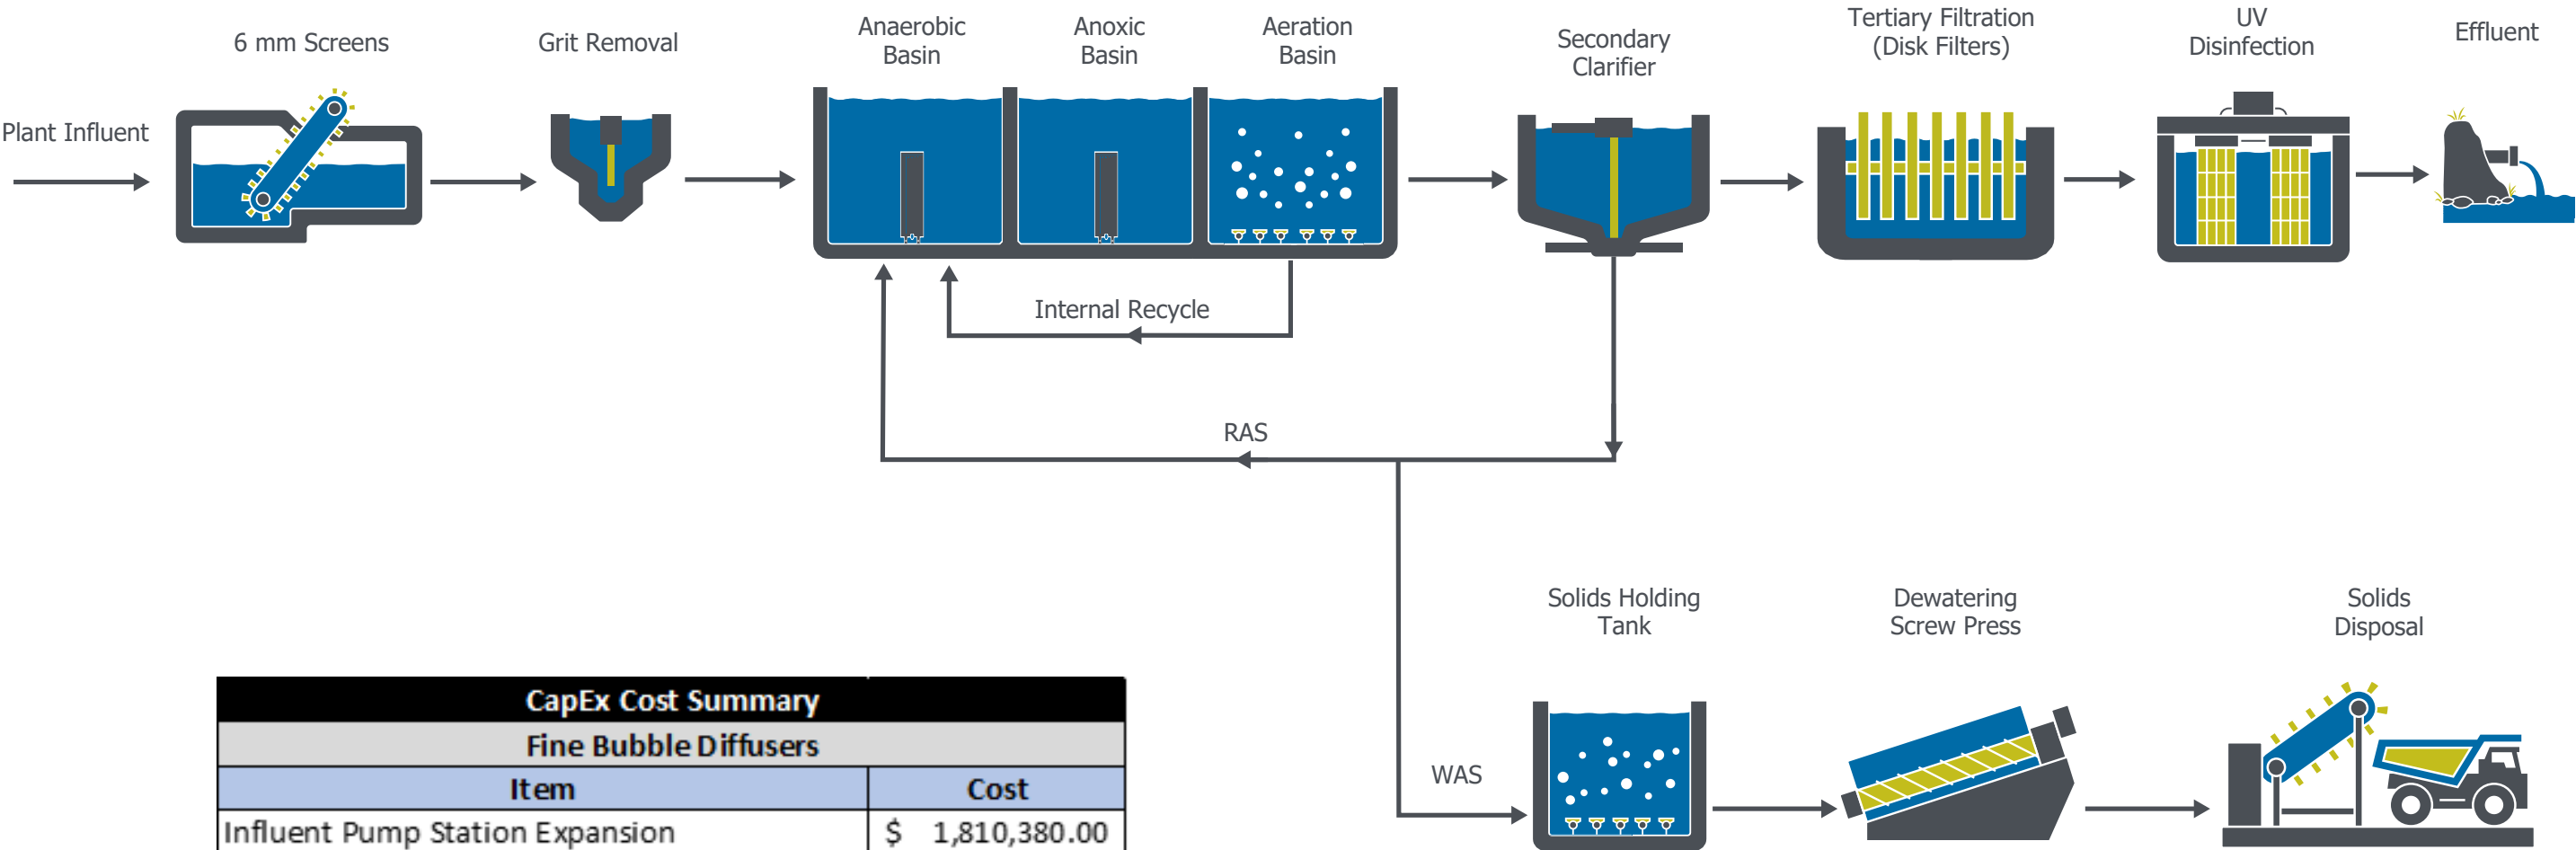 Plant Influent
6 mm Screens
Grit Removal
Anaerobic
Basin
Anoxic
Basin
Aeration
Basin
Secondary
Clarifier
Tertiary Filtration
(Disk Filters)
UV
Disinfection
Effluent
Internal Recycle
RAS
WAS
Solids Holding
Tank
Dewatering
Screw Press
Solids
Disposal
CapEx Cost Summary
Fine Bubble Diffusers
Item Cost
Influent Pump Station Expansion $ 1,810,380.00